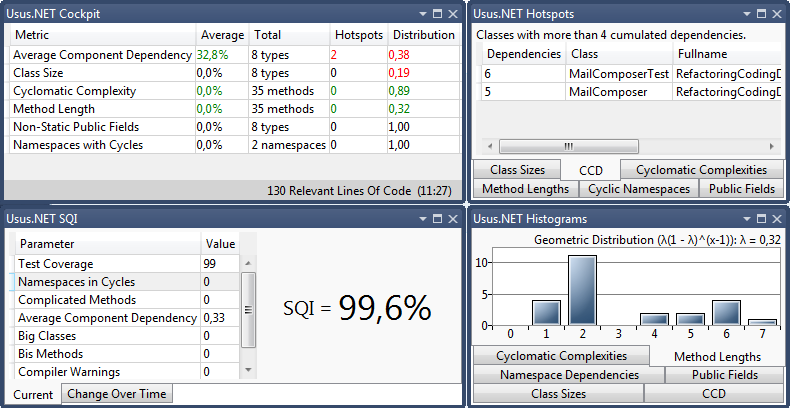 Usus.NET Cockpit
Metric Average Total Hotspots Distribution
Average Component Dependency 32,8% 8 types 2 0,38
Class Size 0,0% 8 types 0 0,19
Cyclomatic Complexity 0,0% 35 methods 0 0,89
Method Length 0,0% 35 methods 0 0,32
Non-Static Public Fields 0,0% 8 types 0 1,00
Namespaces with Cycles 0,0% 2 namespaces 0 1,00
130 Relevant Lines Of Code (11:27)
Usus.NET Hotspots
Classes with more than 4 cumulated dependencies.
Dependencies Class Fullname
6 MailComposerTest RefactoringCodingD
5 MailComposer RefactoringCodingD
Class Sizes CCD Cyclomatic Complexities
Method Lengths Cyclic Namespaces Public Fields
Usus.NET SQI
Parameter Value
Test Coverage 99
Namespaces in Cycles 0
Complicated Methods 0
Average Component Dependency 0,33
Big Classes 0
Bis Methods 0
Compiler Warnings 0
SQI = 99,6%
Current Change Over Time
Usus.NET Histograms
Geometric Distribution (λ(1 - λ)^(x-1)): λ = 0,32
10
5
0
0 1 2 3 4 5 6 7
Cyclomatic Complexities Method Lengths
Namespace Dependencies Public Fields
Class Sizes CCD